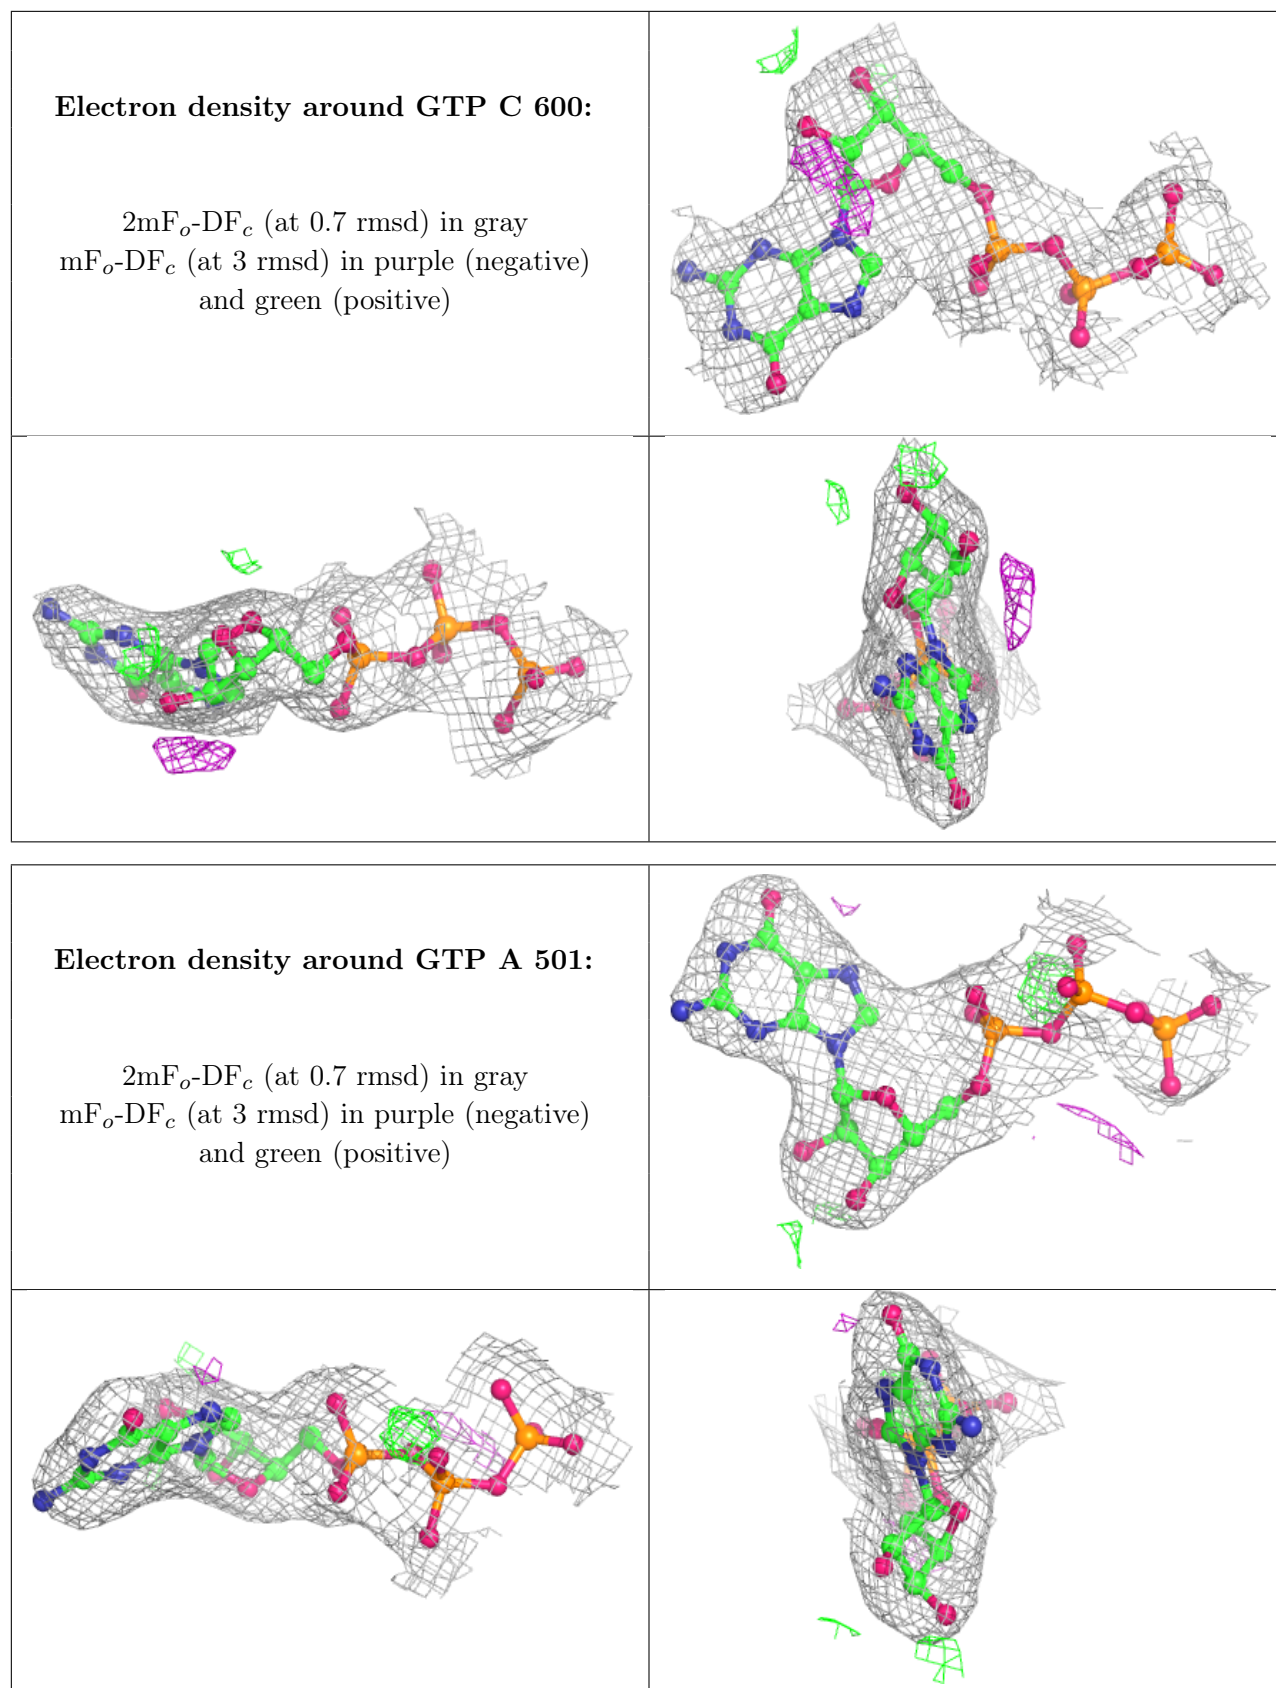 Electron density around GTP C 600:
2mFo-DFc (at 0.7 rmsd) in gray
mFo-DFc (at 3 rmsd) in purple (negative)
and green (positive)
Electron density around GTP A 501:
2mFo-DFc (at 0.7 rmsd) in gray
mFo-DFc (at 3 rmsd) in purple (negative)
and green (positive)